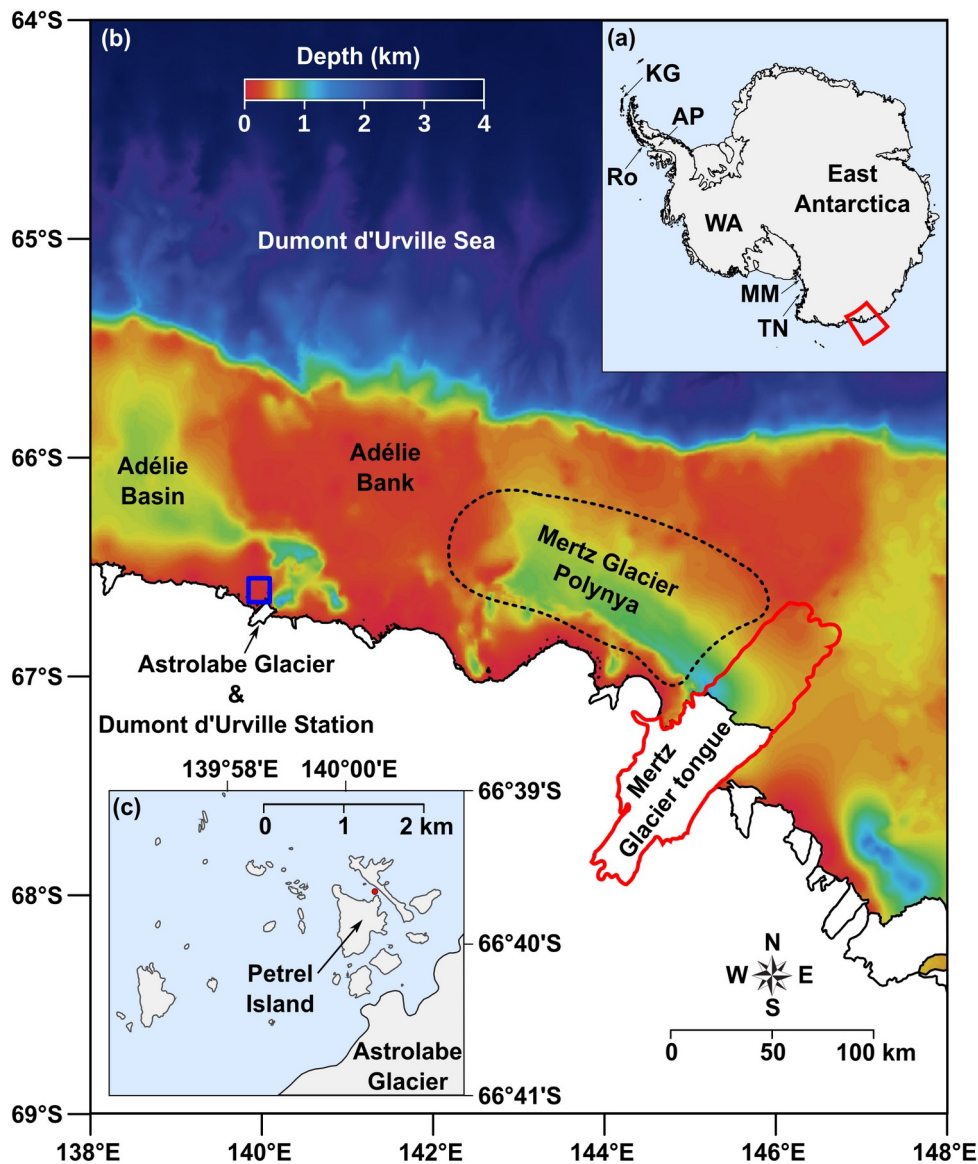 64°S
65°S
66°S
67°S
68°S
69°S
138°E
140°E
142°E
144°E
146°E
148°E
(b)
Depth (km)
0 1 2 3 4
Dumont d'Urville Sea
Adélie
Basin
Adélie
Bank
Mertz Glacier
Polynya
Astrolabe Glacier
&
Dumont d'Urville Station
Mertz
Glacier tongue
N
W E
S
0 50 100 km
(a)
KG
AP
Ro
WA
East
Antarctica
MM
TN
139°58'E 140°00'E
(c)
0 1 2 km
66°39'S
66°40'S
66°41'S
Petrel
Island
Astrolabe
Glacier